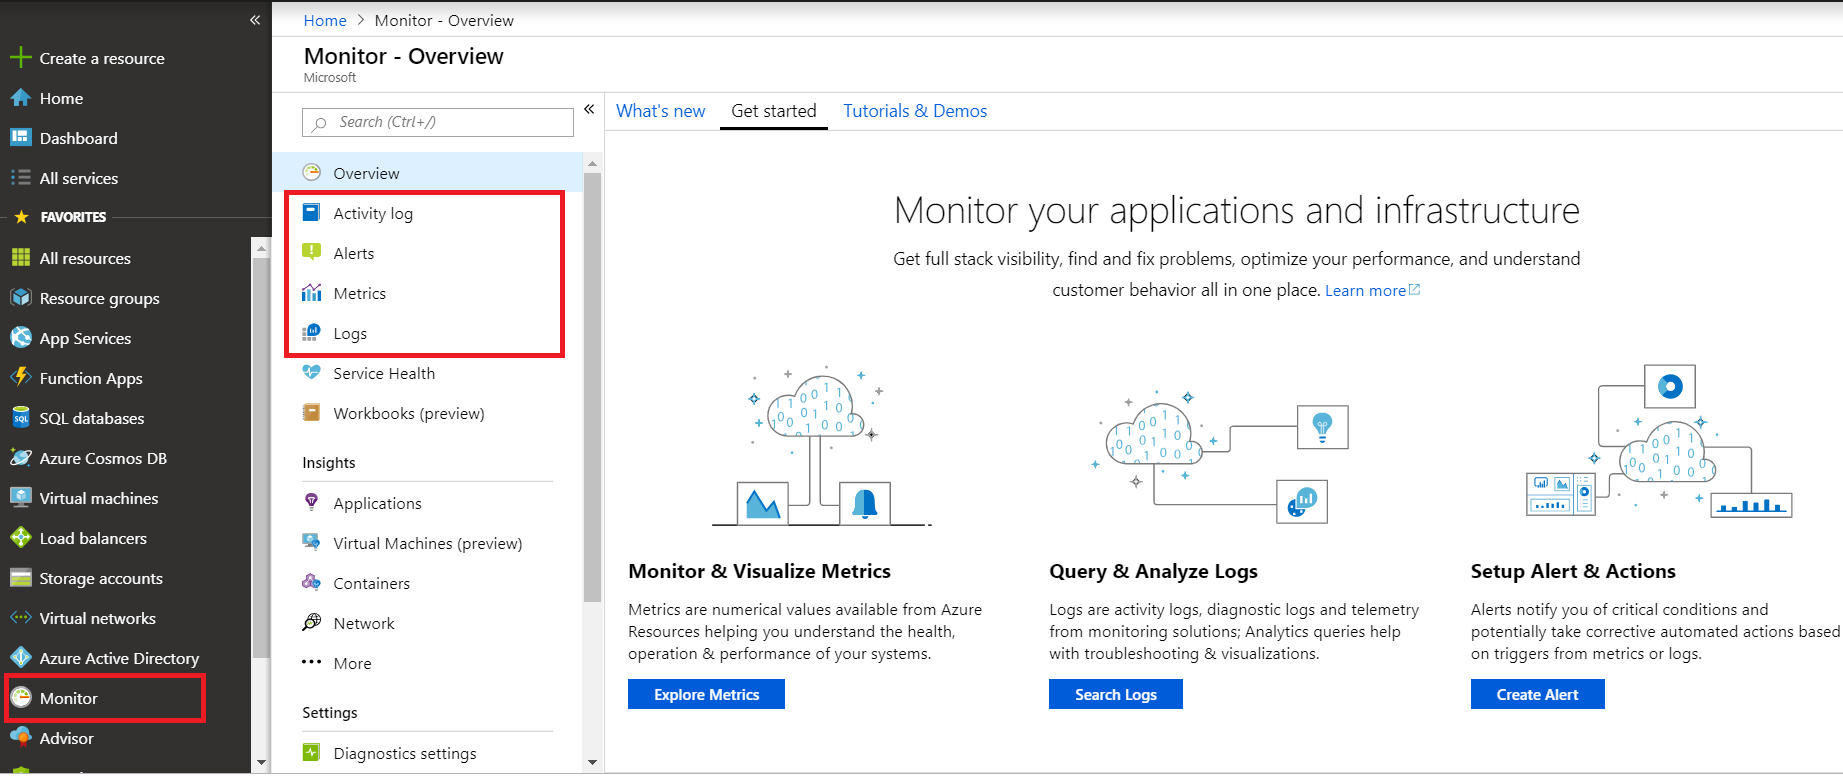 Create a resource
Home
Dashboard
All services
FAVORITES
All resources
Resource groups
App Services
Function Apps
SQL databases
Azure Cosmos DB
Virtual machines
Load balancers
Storage accounts
Virtual networks
Azure Active Directory
Monitor
Advisor
Home > Monitor - Overview
Monitor - Overview
Microsoft
Search (Ctrl+/)
Overview
Activity log
Alerts
Metrics
Logs
Service Health
Workbooks (preview)
Insights
Applications
Virtual Machines (preview)
Containers
Network
More
Settings
Diagnostics settings
What's new Get started Tutorials & Demos
Monitor your applications and infrastructure
Get full stack visibility, find and fix problems, optimize your performance, and understand
customer behavior all in one place. Learn more
Monitor & Visualize Metrics
Metrics are numerical values available from Azure
Resources helping you understand the health,
operation & performance of your systems.
Explore Metrics
Query & Analyze Logs
Logs are activity logs, diagnostic logs and telemetry
from monitoring solutions; Analytics queries help
with troubleshooting & visualizations.
Search Logs
Setup Alert & Actions
Alerts notify you of critical conditions and
potentially take corrective automated actions based
on triggers from metrics or logs.
Create Alert